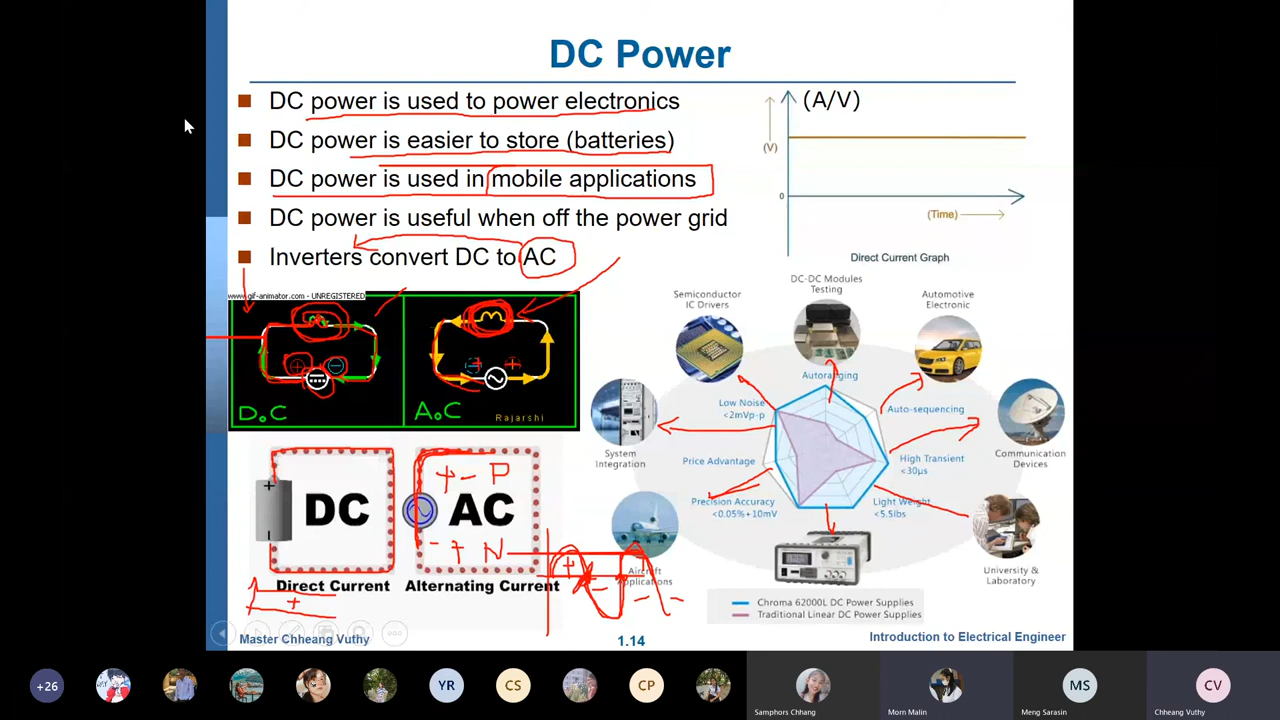 DC Power
DC power is used to power electronics
DC power is easier to store (batteries)
DC power is used in mobile applications
DC power is useful when off the power grid
Inverters convert DC to AC
(A/V)
(V)
0
(Time)
Direct Current Graph
www.gif-animator.com - UNREGISTERED
D.C
A.C
Rajarshi
+
-
DC
Direct Current
+ - P
AC
- + N
Alternating Current
+
+ -
- -
DC-DC Modules
Testing
Semiconductor
IC Drivers
Automotive
Electronic
Autoranging
Low Noise
<2mVp-p
Auto-sequencing
System
Integration
Price Advantage
High Transient
<30μs
Communication
Devices
Precision Accuracy
<0.05%+10mV
Light Weight
<5.5lbs
Aircraft
Applications
University &
Laboratory
Chroma 62000L DC Power Supplies
Traditional Linear DC Power Supplies
Master Chheang Vuthy
1.14
Introduction to Electrical Engineer
+26
YR
CS
CP
Samphors Chhang
Morn Malin
MS
Meng Sarasin
CV
Chheang Vuthy